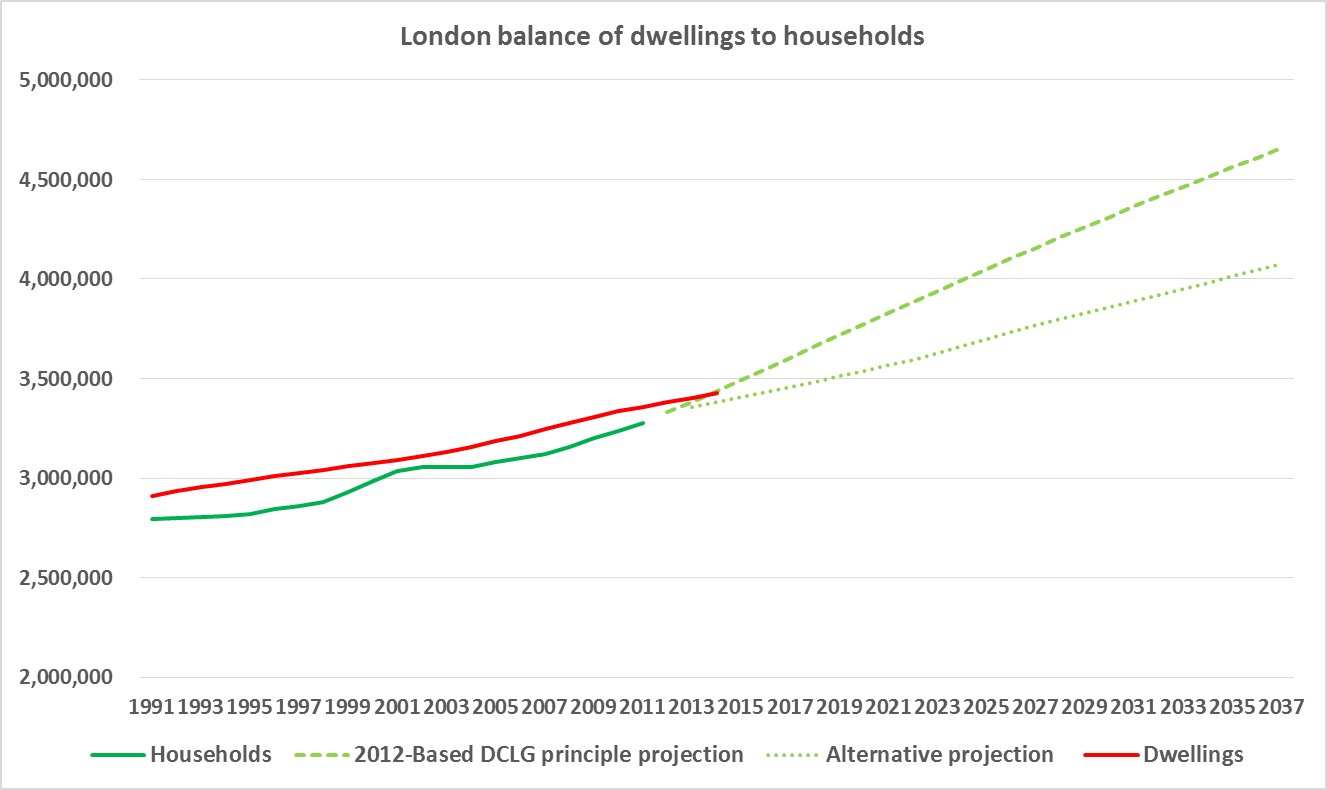 London balance of dwellings to households
5,000,000
4,500,000
4,000,000
3,500,000
3,000,000
2,500,000
2,000,000
1991 1993 1995 1997 1999 2001 2003 2005 2007 2009 2011 2013 2015 2017 2019 2021 2023 2025 2027 2029 2031 2033 2035 2037
Households 2012-Based DCLG principle projection Alternative projection Dwellings